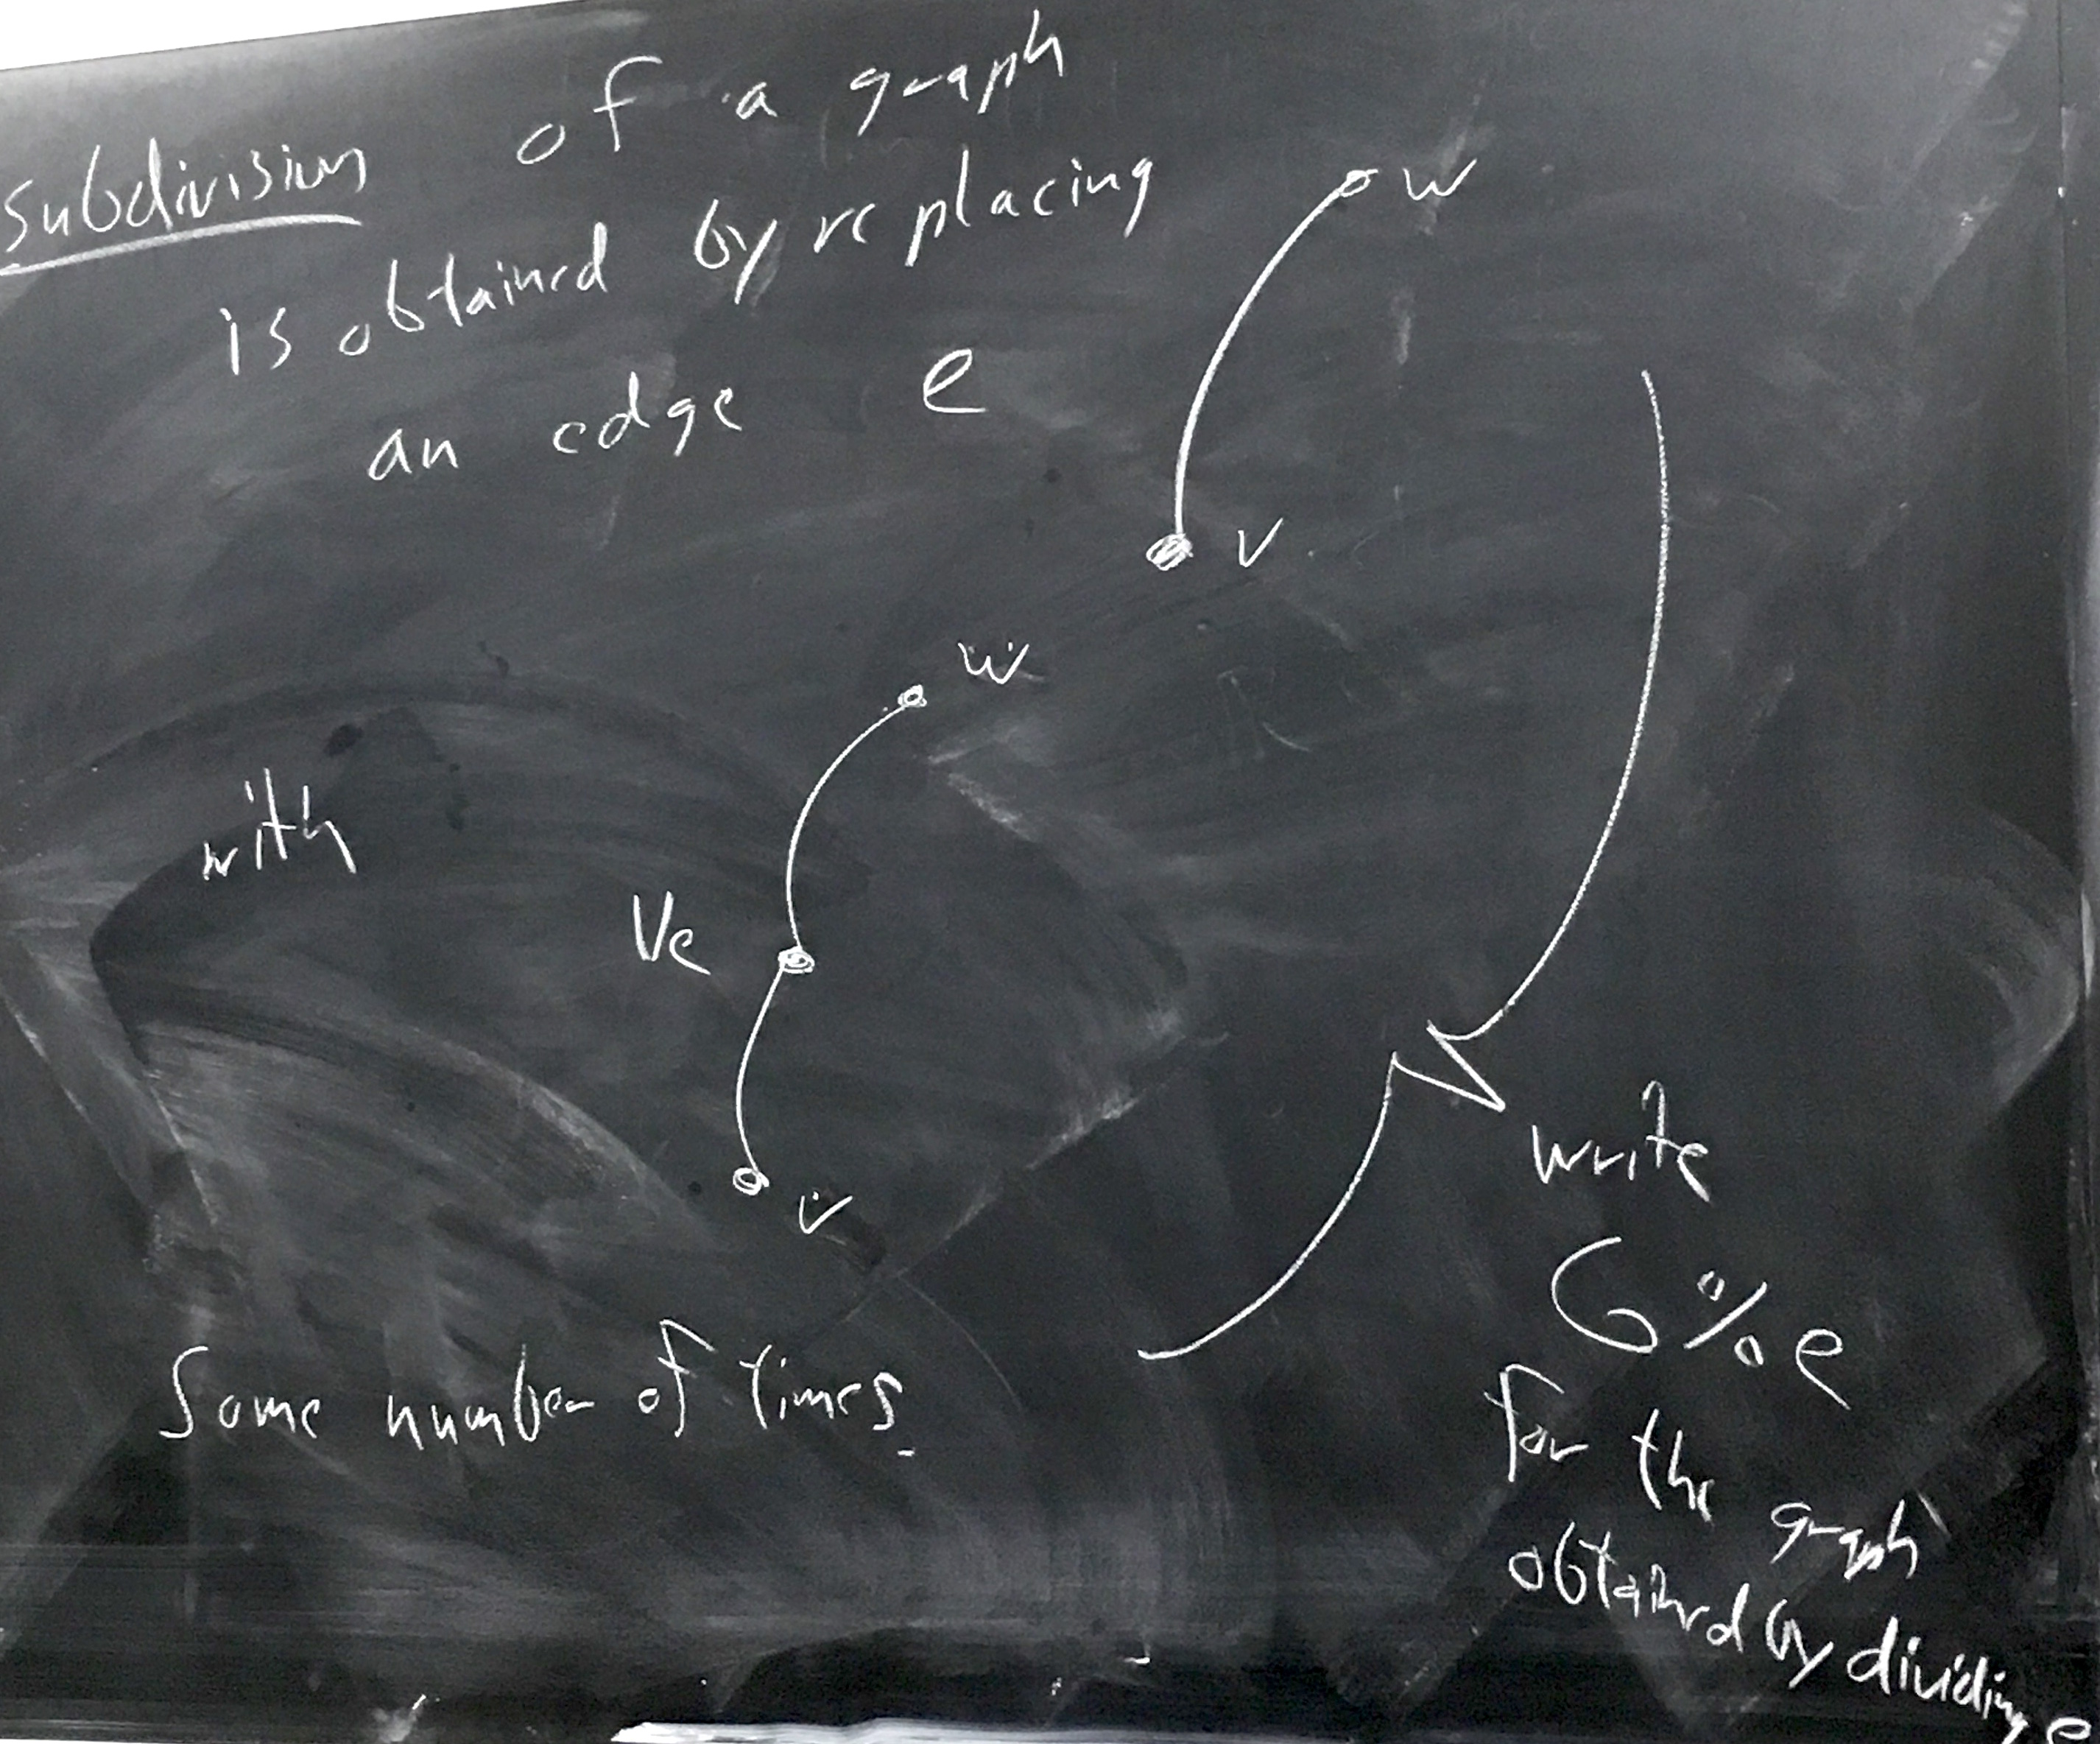 subdivision of a graph
is obtained by replacing
an edge e
w
v
w
with
Ve
v
some number of times.
write
G % e
for the graph
obtained by dividing e